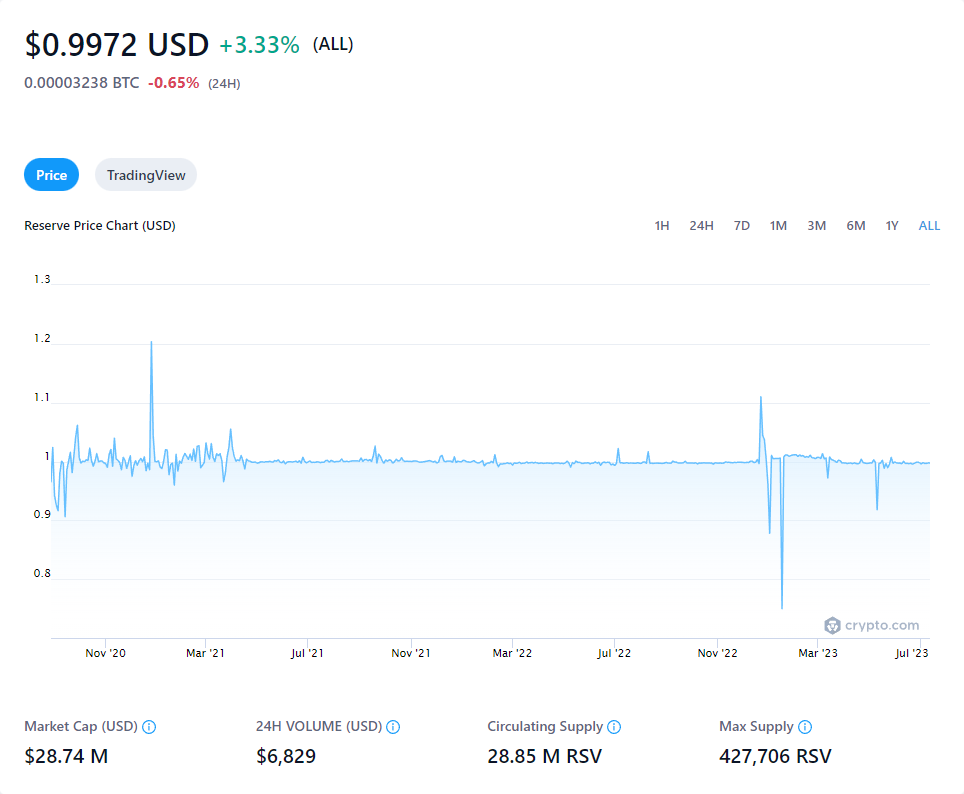 $0.9972 USD +3.33% (ALL)
0.00003238 BTC -0.65% (24H)
Price TradingView
Reserve Price Chart (USD) 1H 24H 7D 1M 3M 6M 1Y ALL
1.3
1.2
1.1
1
0.9
0.8
crypto.com
Nov '20 Mar '21 Jul '21 Nov '21 Mar '22 Jul '22 Nov '22 Mar '23 Jul '23
Market Cap (USD) 24H VOLUME (USD) Circulating Supply Max Supply
$28.74 M $6,829 28.85 M RSV 427,706 RSV